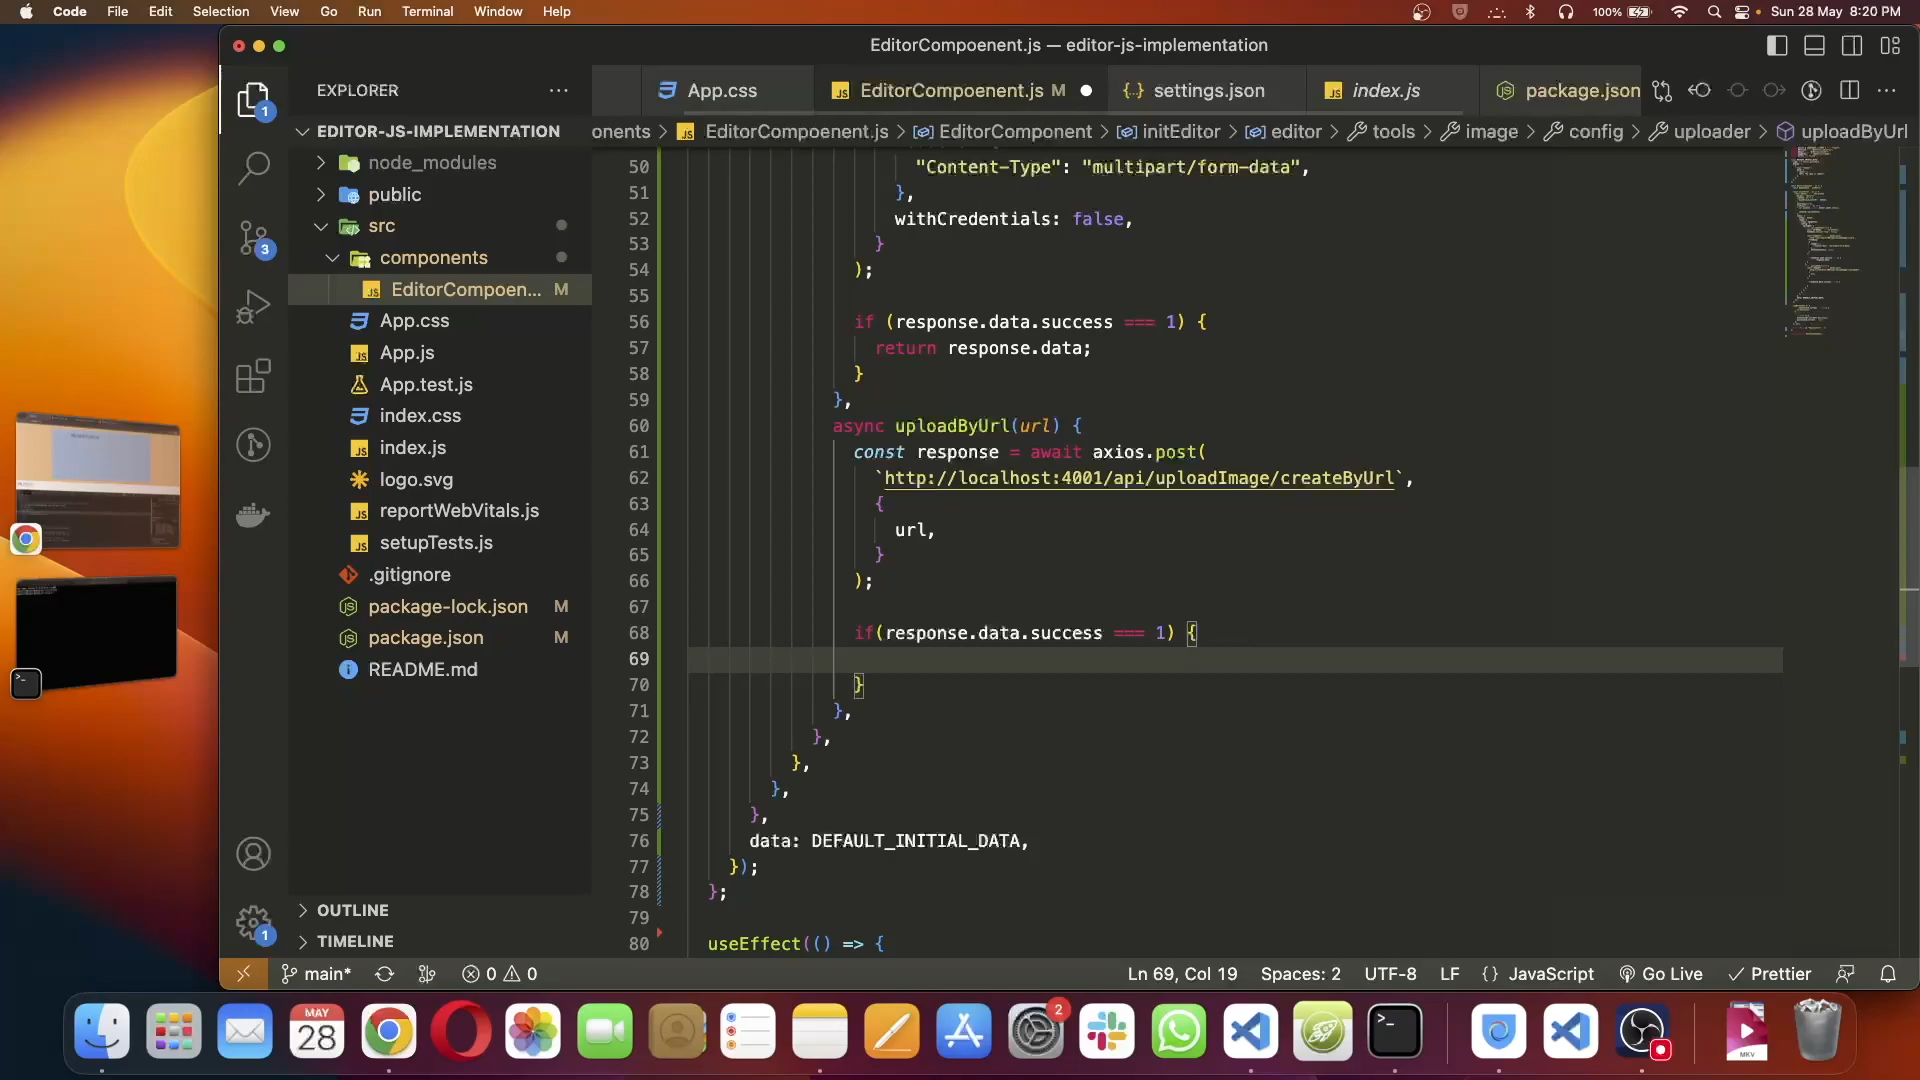 Code File Edit Selection View Go Run Terminal Window Help
100% Sun 28 May 8:20 PM
EditorCompoenent.js — editor-js-implementation
EXPLORER
App.css
EditorCompoenent.js M
{} settings.json
index.js
package.json
EDITOR-JS-IMPLEMENTATION
onents > EditorCompoenent.js > EditorComponent > initEditor > editor > tools > image > config > uploader > uploadByUrl
node_modules
public
src
components
EditorCompoen... M
App.css
App.js
App.test.js
index.css
index.js
logo.svg
reportWebVitals.js
setupTests.js
.gitignore
package-lock.json M
package.json M
README.md
OUTLINE
TIMELINE
50 "Content-Type": "multipart/form-data",
51 },
52 withCredentials: false,
53 }
54 );
55
56 if (response.data.success === 1) {
57 return response.data;
58 }
59 },
60 async uploadByUrl(url) {
61 const response = await axios.post(
62 `http://localhost:4001/api/uploadImage/createByUrl`,
63 {
64 url,
65 }
66 );
67
68 if(response.data.success === 1) {
69
70 }
71 },
72 },
73 },
74 },
75 },
76 data: DEFAULT_INITIAL_DATA,
77 });
78 };
79
80 useEffect(() => {
1
3
1
main* 0 0 Ln 69, Col 19 Spaces: 2 UTF-8 LF {} JavaScript Go Live Prettier
MAY
28
2
MKV